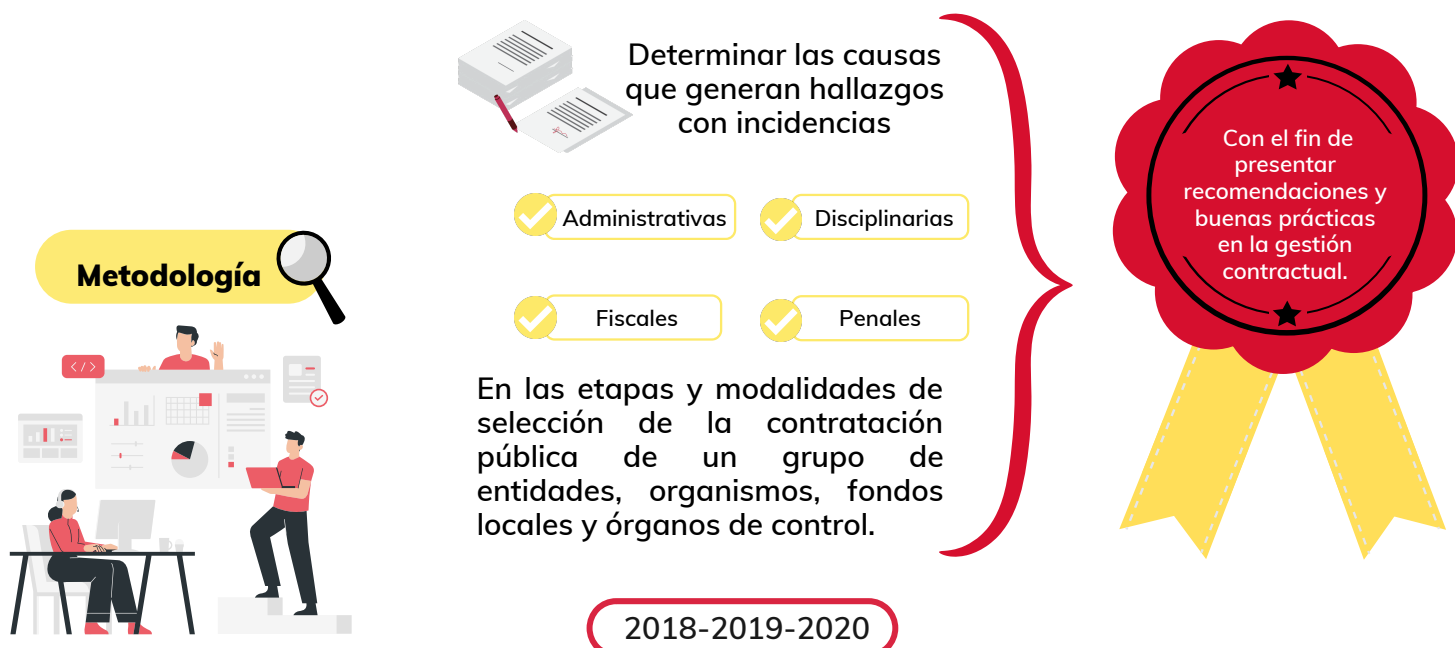 Metodología
</>
Determinar las causas
que generan hallazgos
con incidencias
Administrativas
Disciplinarias
Fiscales
Penales
En las etapas y modalidades de
selección de la contratación
pública de un grupo de
entidades, organismos, fondos
locales y órganos de control.
2018-2019-2020
Con el fin de
presentar
recomendaciones y
buenas prácticas
en la gestión
contractual.